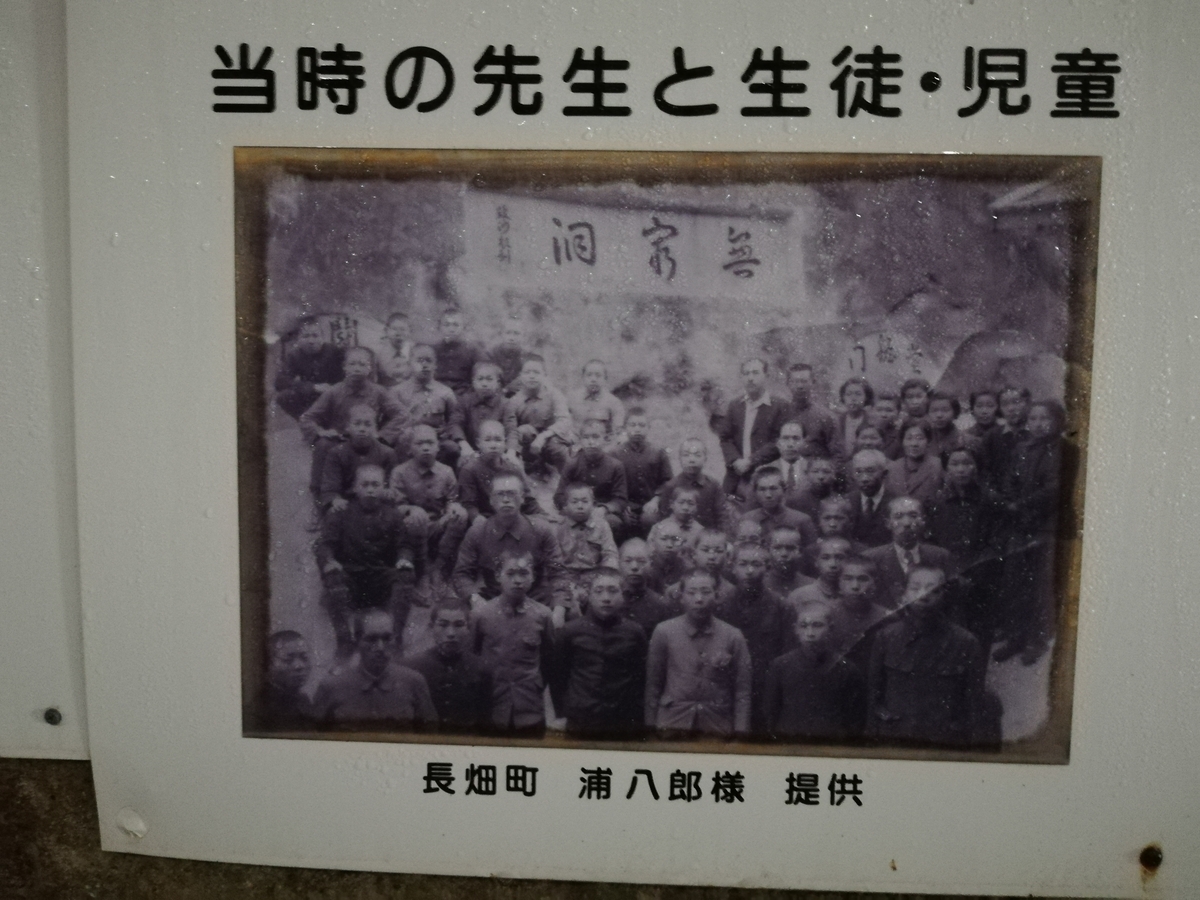 当時の先生と生徒・児童
無窮洞
長畑町 浦八郎様 提供